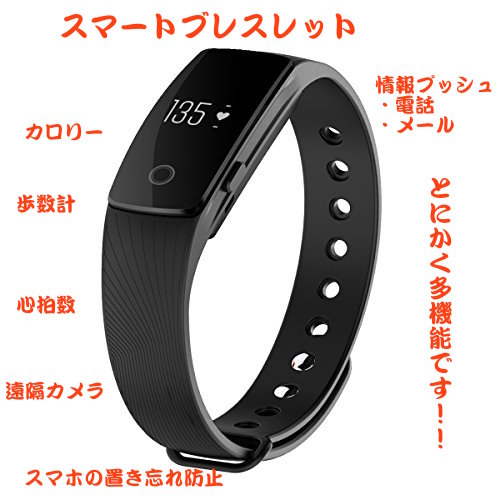 スマートブレスレット
情報プッシュ
・電話
・メール
カロリー
135
歩数計
心拍数
遠隔カメラ
スマホの置き忘れ防止
とにかく多機能です！！